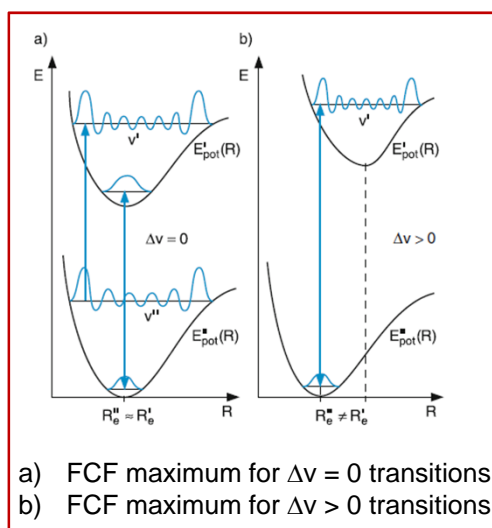 a)
b)
E
E
v'
E'pot(R)
v'
E'pot(R)
Δv = 0
Δv > 0
v"
E"pot(R)
E"pot(R)
R"e ≈ R'e
R
R"e ≠ R'e
R
a) FCF maximum for Δv = 0 transitions
b) FCF maximum for Δv > 0 transitions